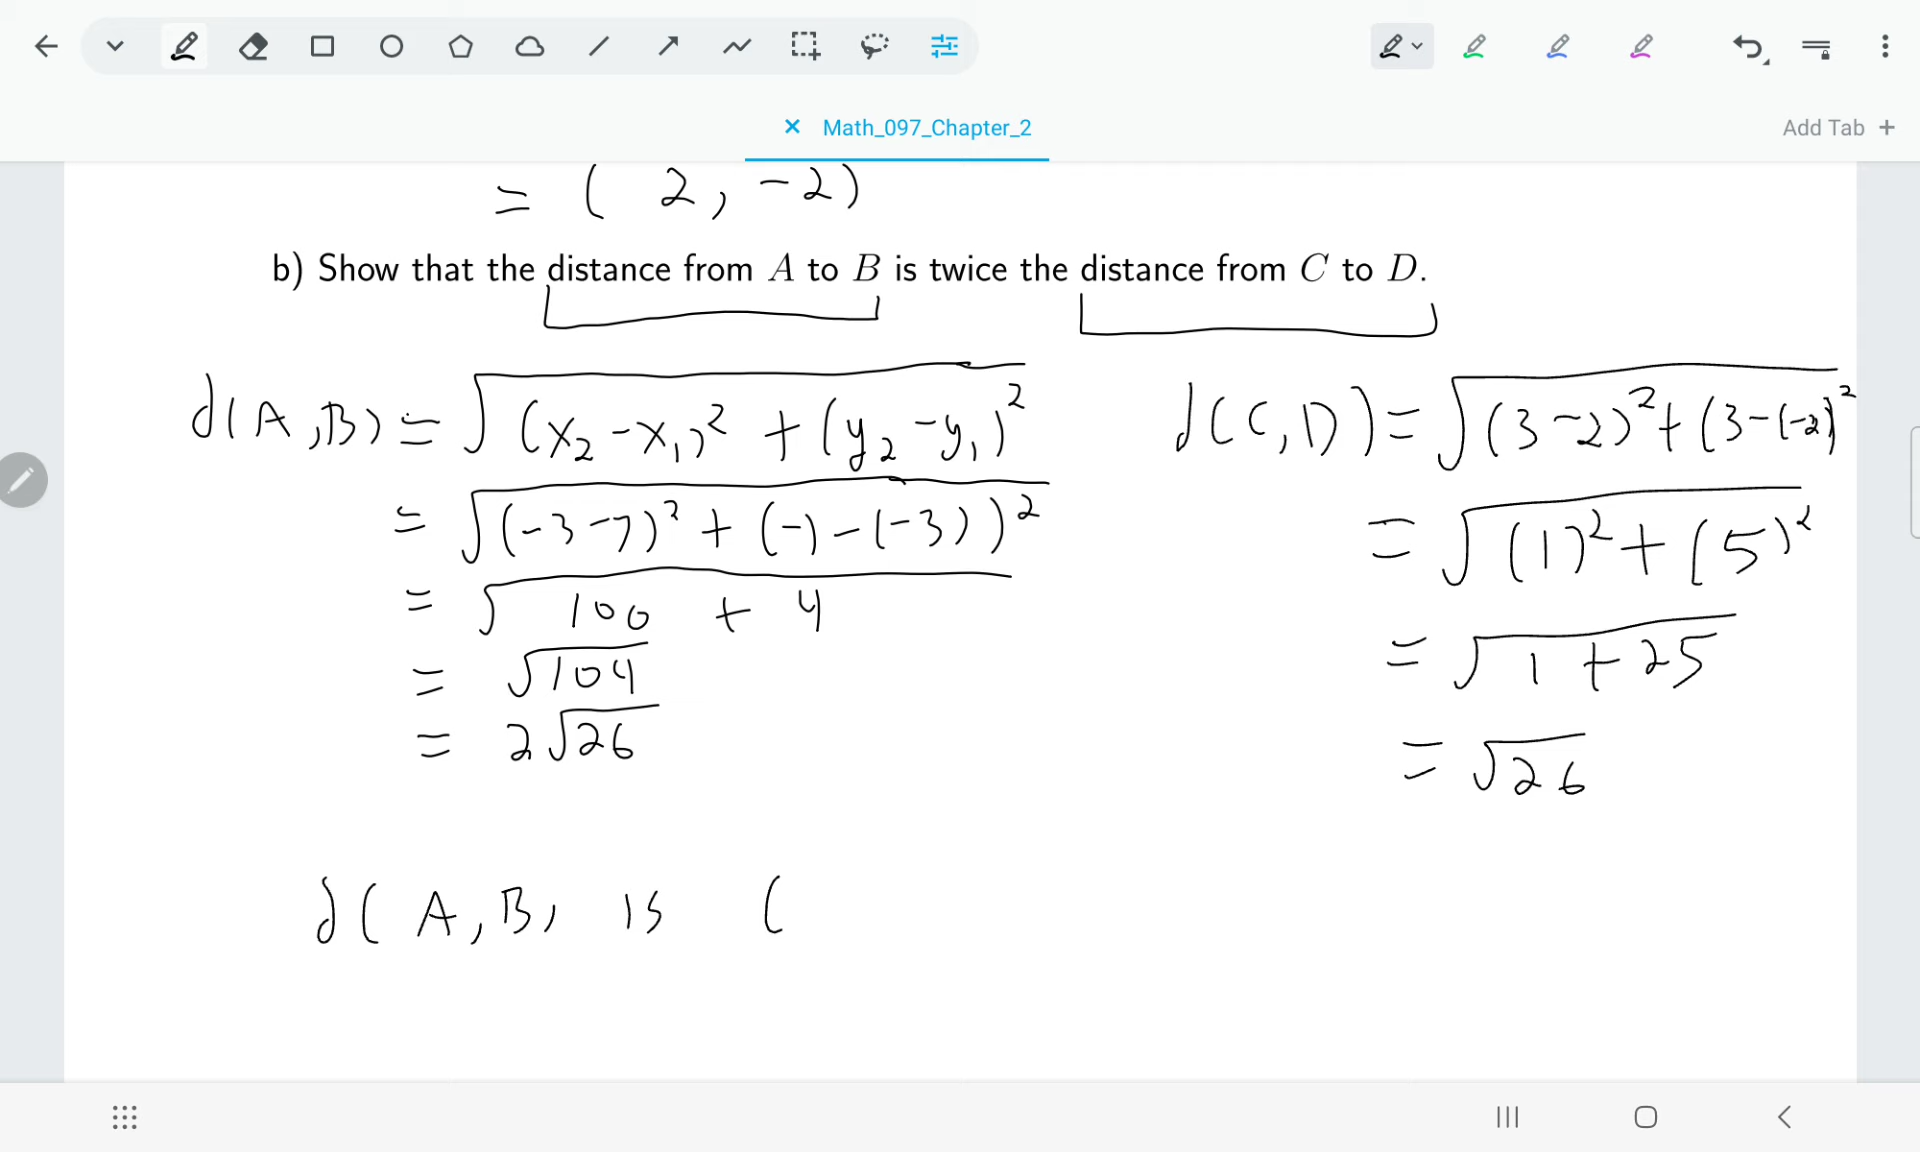 Math_097_Chapter_2
Add Tab +
= ( 2, -2)
b) Show that the distance from A to B is twice the distance from C to D.
d(A,B) = √(x₂-x₁)² + (y₂-y₁)²
= √(-3-7)² + (-1-(-3))²
= √100 + 4
= √104
= 2√26
d(C,D) = √(3-2)² + (3-(-2)²
= √(1)² + (5)²
= √1 + 25
= √26
d( A, B) is (